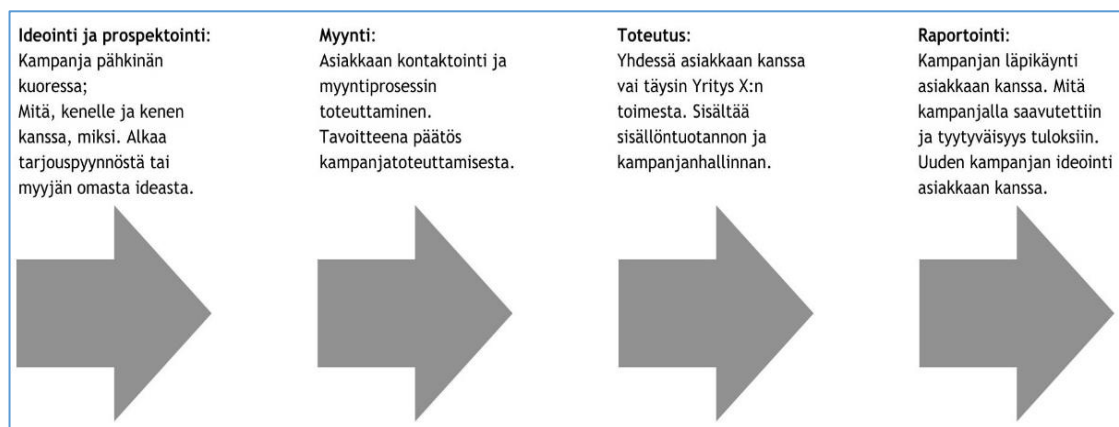 Ideointi ja prospektointi:
Kampanja pähkinän
kuoressa;
Mitä, kenelle ja kenen
kanssa, miksi. Alkaa
tarjouspyynnöstä tai
myyjän omasta ideasta.
Myynti:
Asiakkaan kontaktointi ja
myyntiprosessin
toteuttaminen.
Tavoitteena päätös
kampanjatoteuttamisesta.
Toteutus:
Yhdessä asiakkaan kanssa
vai täysin Yritys X:n
toimesta. Sisältää
sisällöntuotannon ja
kampanjanhallinnan.
Raportointi:
Kampanjan läpikäynti
asiakkaan kanssa. Mitä
kampanjalla saavutettiin
ja tyytyväisyys tuloksiin.
Uuden kampanjan ideointi
asiakkaan kanssa.